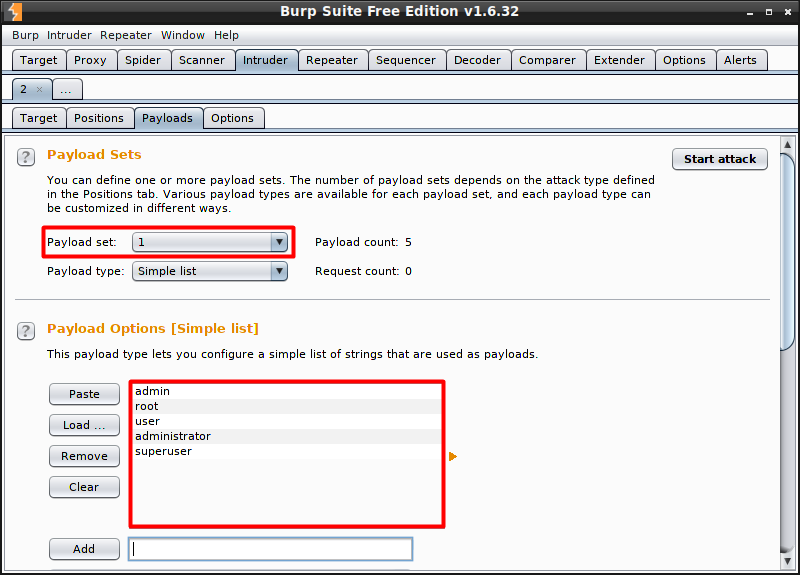 Burp Suite Free Edition v1.6.32
Burp Intruder Repeater Window Help
Target Proxy Spider Scanner Intruder Repeater Sequencer Decoder Comparer Extender Options Alerts
2 × ...
Target Positions Payloads Options
? Payload Sets
Start attack
You can define one or more payload sets. The number of payload sets depends on the attack type defined
in the Positions tab. Various payload types are available for each payload set, and each payload type can
be customized in different ways.
Payload set: 1 Payload count: 5
Payload type: Simple list Request count: 0
? Payload Options [Simple list]
This payload type lets you configure a simple list of strings that are used as payloads.
Paste
Load ...
Remove
Clear
admin
root
user
administrator
superuser
Add